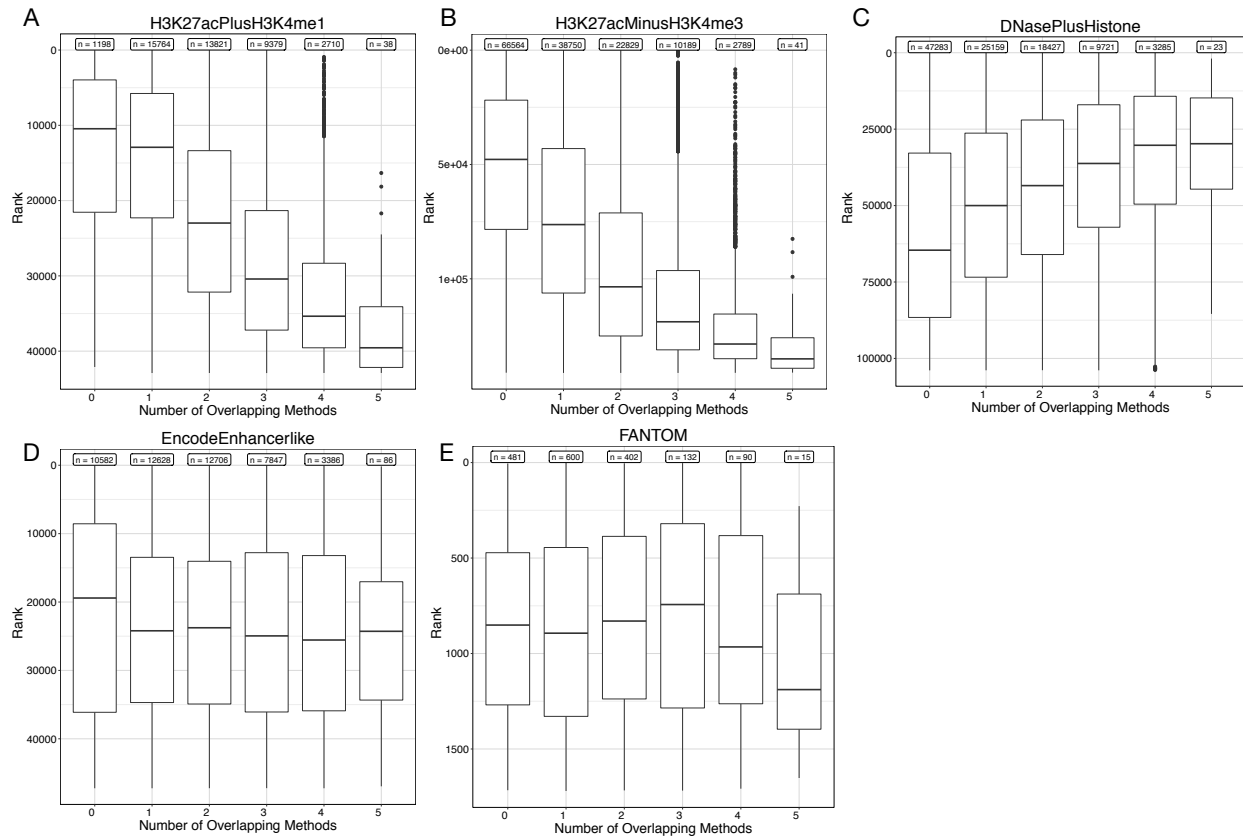 A
H3K27acPlusH3K4me1
n = 1198 n = 15764 n = 13821 n = 9379 n = 2710 n = 38
0
10000
20000
30000
40000
Rank
0 1 2 3 4 5
Number of Overlapping Methods
B
H3K27acMinusH3K4me3
n = 66564 n = 38750 n = 22829 n = 10189 n = 2789 n = 41
0e+00
5e+04
1e+05
Rank
0 1 2 3 4 5
Number of Overlapping Methods
C
DNasePlusHistone
n = 47283 n = 25159 n = 18427 n = 9721 n = 3285 n = 23
0
25000
50000
75000
100000
Rank
0 1 2 3 4 5
Number of Overlapping Methods
D
EncodeEnhancerlike
n = 10582 n = 12628 n = 12706 n = 7847 n = 3386 n = 86
0
10000
20000
30000
40000
Rank
0 1 2 3 4 5
Number of Overlapping Methods
E
FANTOM
n = 481 n = 600 n = 402 n = 132 n = 90 n = 15
0
500
1000
1500
Rank
0 1 2 3 4 5
Number of Overlapping Methods